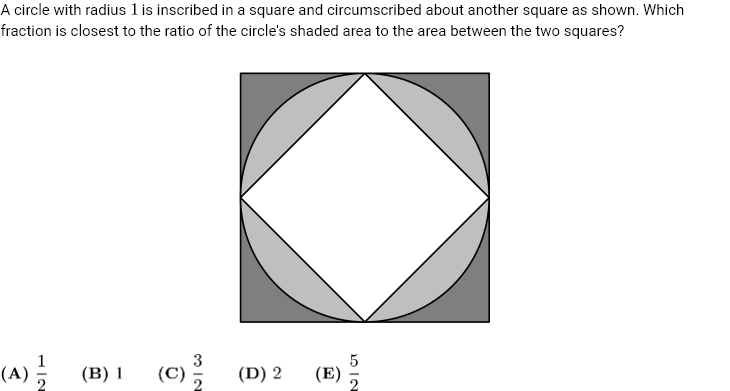 A circle with radius 1 is inscribed in a square and circumscribed about another square as shown. Which
fraction is closest to the ratio of the circle's shaded area to the area between the two squares?
(A) 1/2 (B) 1 (C) 3/2 (D) 2 (E) 5/2